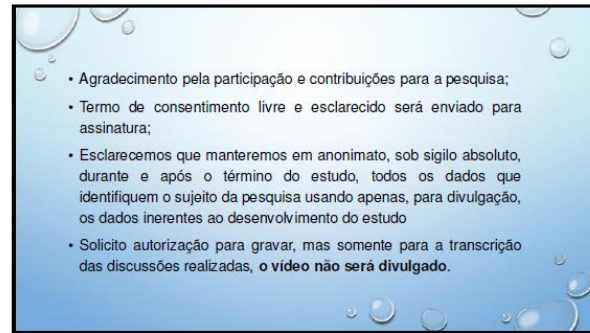 • Agradecimento pela participação e contribuições para a pesquisa;
• Termo de consentimento livre e esclarecido será enviado para
assinatura;
• Esclarecemos que manteremos em anonimato, sob sigilo absoluto,
durante e após o término do estudo, todos os dados que
identifiquem o sujeito da pesquisa usando apenas, para divulgação,
os dados inerentes ao desenvolvimento do estudo
• Solicito autorização para gravar, mas somente para a transcrição
das discussões realizadas, o vídeo não será divulgado.